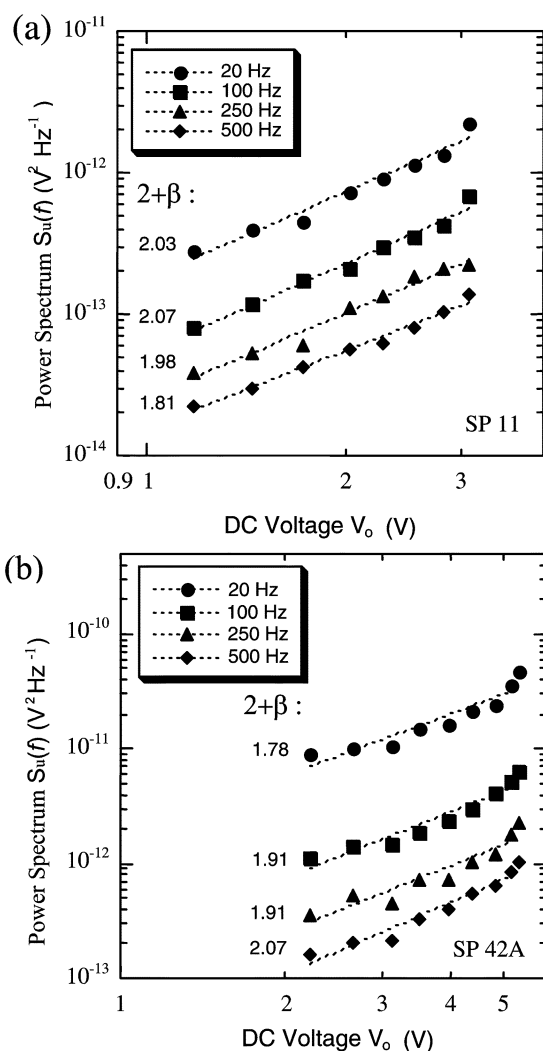 (a)
10⁻¹¹
20 Hz
100 Hz
250 Hz
500 Hz
10⁻¹²
2+β :
2.03
2.07
1.98
1.81
10⁻¹³
10⁻¹⁴
SP 11
0.9 1 2 3
DC Voltage Vₒ (V)
Power Spectrum Sᵤ(f) (V² Hz⁻¹)
(b)
20 Hz
100 Hz
250 Hz
500 Hz
10⁻¹⁰
2+β :
1.78
10⁻¹¹
1.91
10⁻¹²
1.91
2.07
SP 42A
10⁻¹³
1 2 3 4 5
DC Voltage Vₒ (V)
Power Spectrum Sᵤ(f) (V² Hz⁻¹)